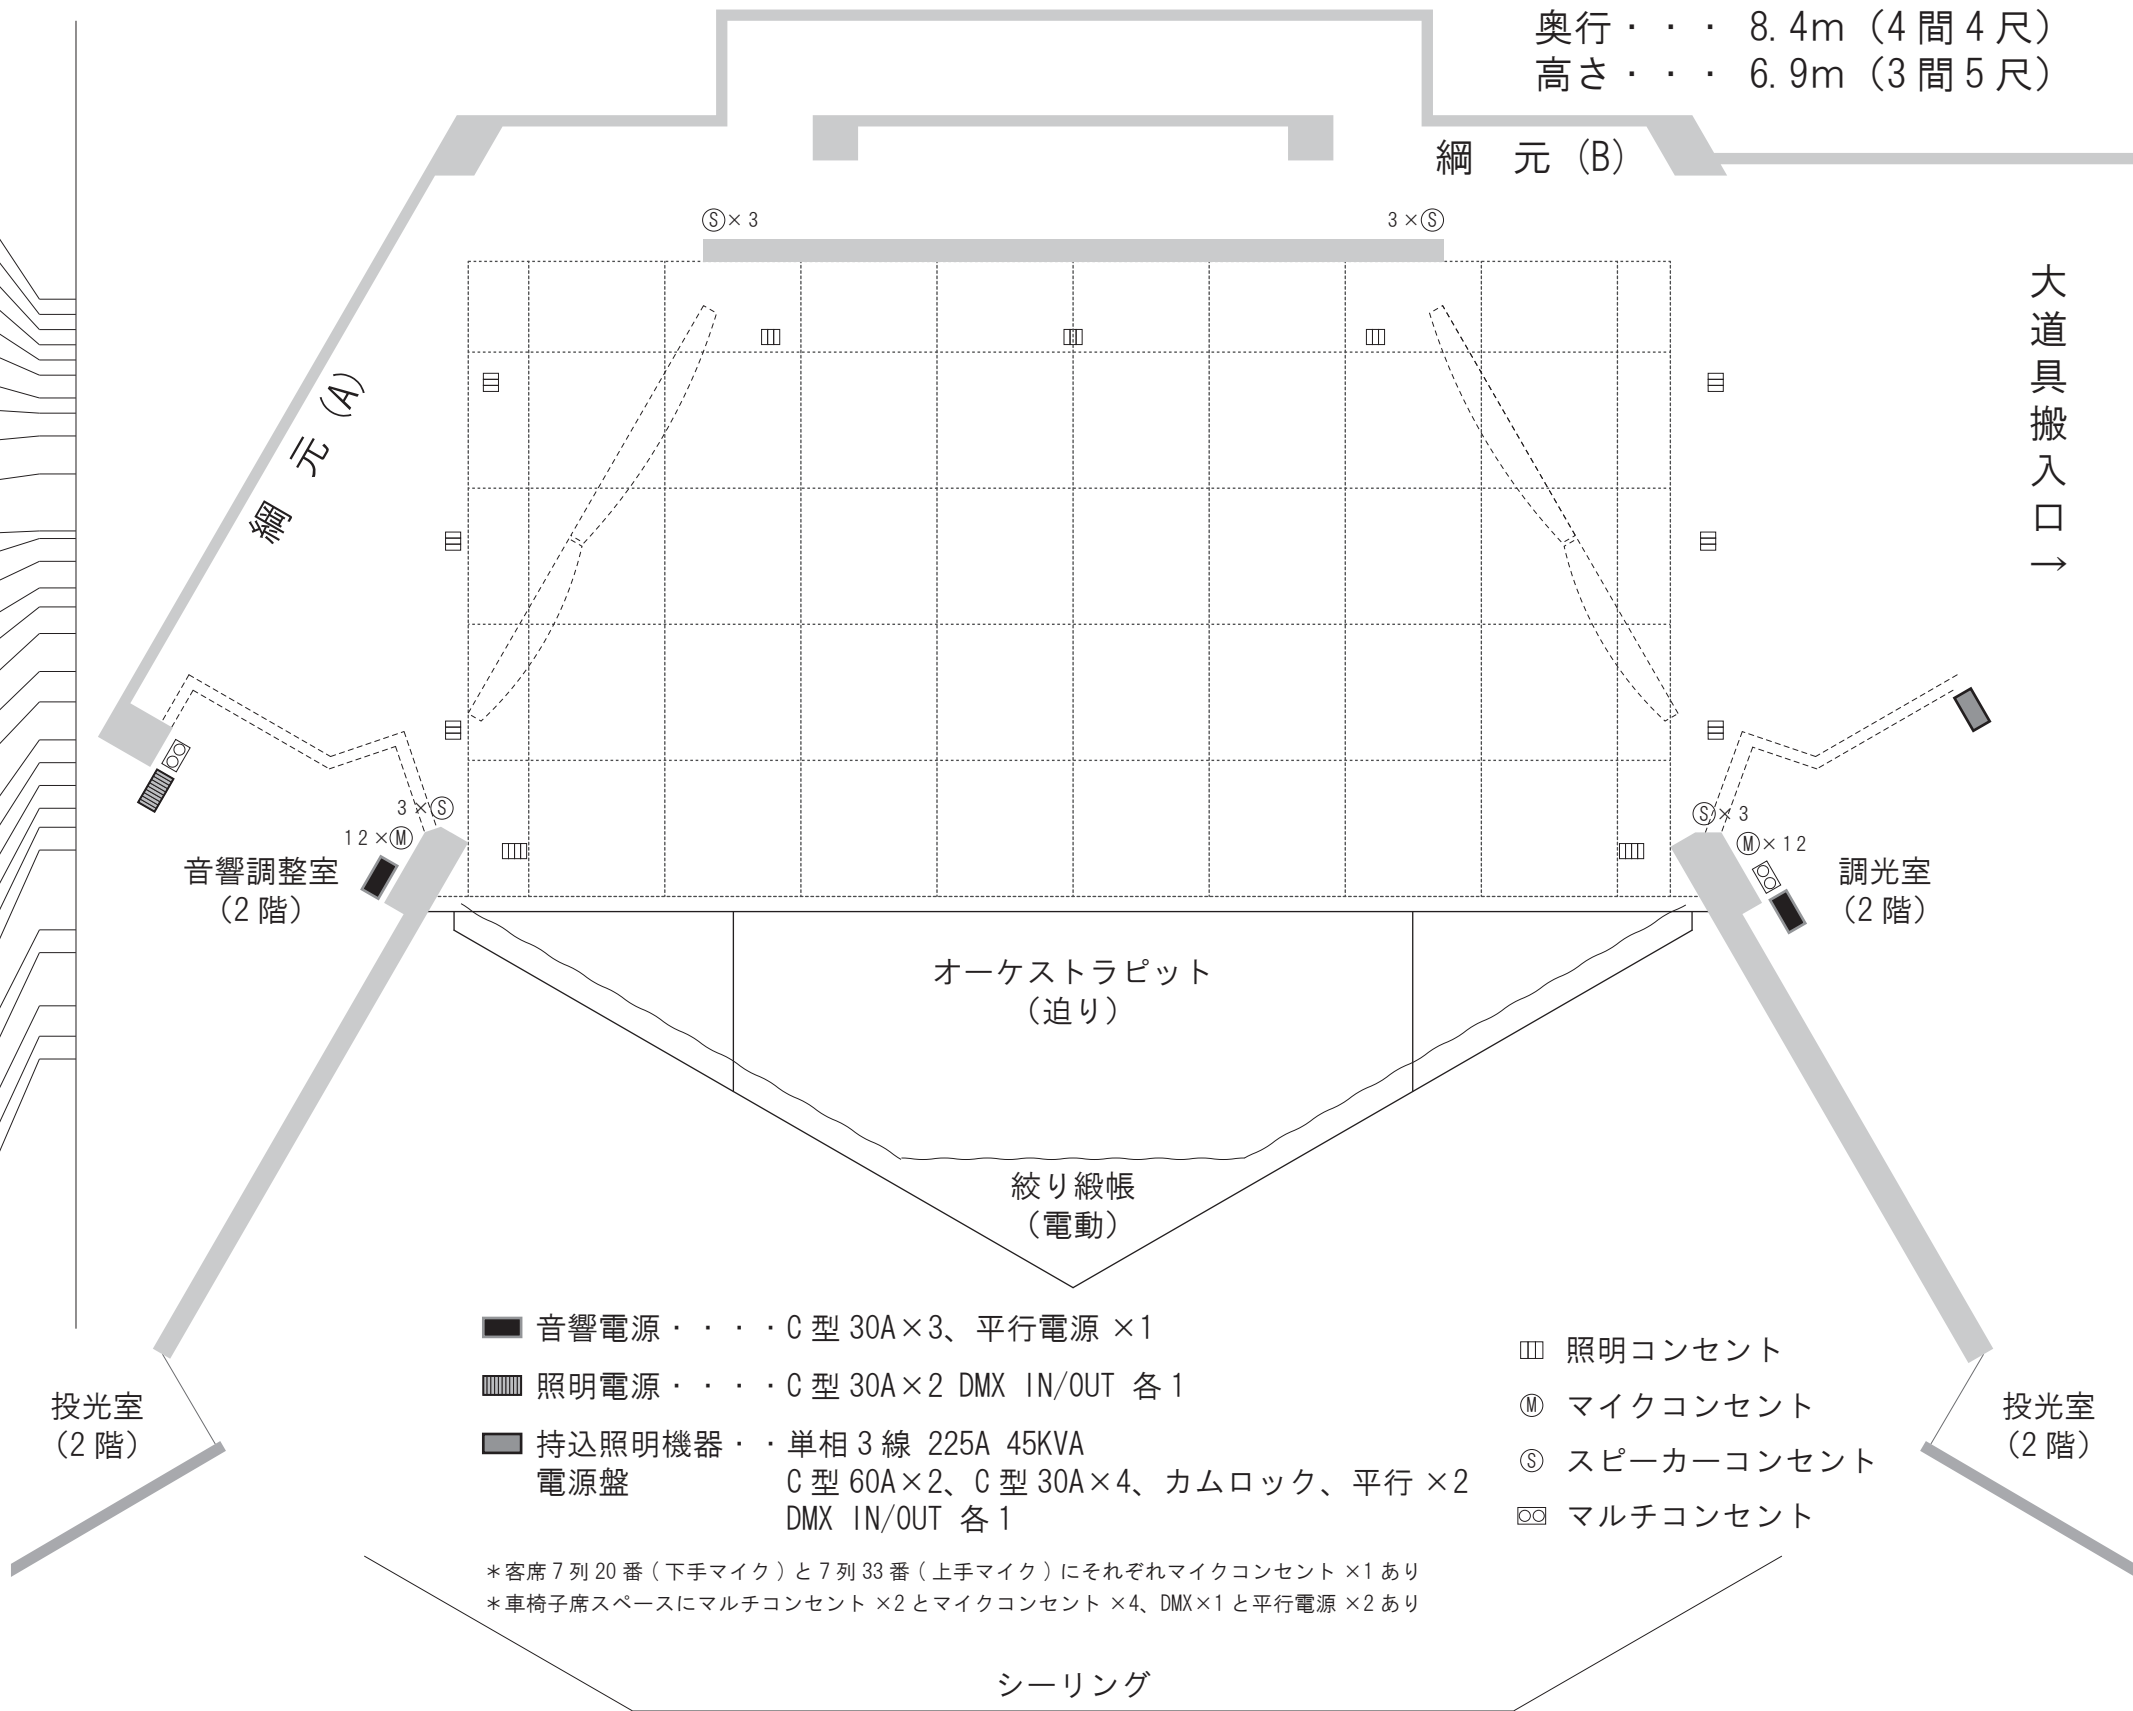 奥行・・・ 8.4m（4間4尺）
高さ・・・ 6.9m（3間5尺）
綱 元 (B)
Ⓢ×3
3×Ⓢ
大道具搬入口→
綱 元 (A)
3×Ⓢ
12×Ⓜ
音響調整室
（2階）
Ⓢ×3
Ⓜ×12
調光室
（2階）
オーケストラピット
（迫り）
絞り緞帳
（電動）
音響電源・・・・C型30A×3、平行電源×1
照明電源・・・・C型30A×2 DMX IN/OUT 各1
持込照明機器・・単相3線 225A 45KVA
電源盤 C型60A×2、C型30A×4、カムロック、平行×2
DMX IN/OUT 各1
照明コンセント
Ⓜ マイクコンセント
Ⓢ スピーカーコンセント
マルチコンセント
投光室
（2階）
投光室
（2階）
＊客席7列20番(下手マイク)と7列33番(上手マイク)にそれぞれマイクコンセント×1あり
＊車椅子席スペースにマルチコンセント×2とマイクコンセント×4、DMX×1と平行電源×2あり
シーリング